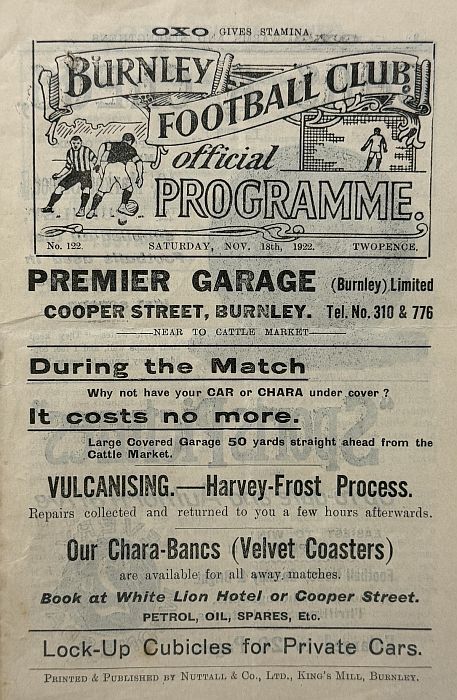 OXO GIVES STAMINA
BURNLEY
FOOTBALL CLUB
official
PROGRAMME.
No. 122. SATURDAY, NOV. 18th, 1922. TWOPENCE.
PREMIER GARAGE (Burnley) Limited
COOPER STREET, BURNLEY. Tel. No. 310 & 776
NEAR TO CATTLE MARKET
During the Match
Why not have your CAR or CHARA under cover ?
It costs no more.
Large Covered Garage 50 yards straight ahead from the
Cattle Market.
VULCANISING.—Harvey-Frost Process.
Repairs collected and returned to you a few hours afterwards.
Our Chara-Bancs (Velvet Coasters)
are available for all away matches.
Book at White Lion Hotel or Cooper Street.
PETROL, OIL, SPARES, Etc.
Lock-Up Cubicles for Private Cars.
PRINTED & PUBLISHED BY NUTTALL & CO., LTD., KING'S MILL, BURNLEY.